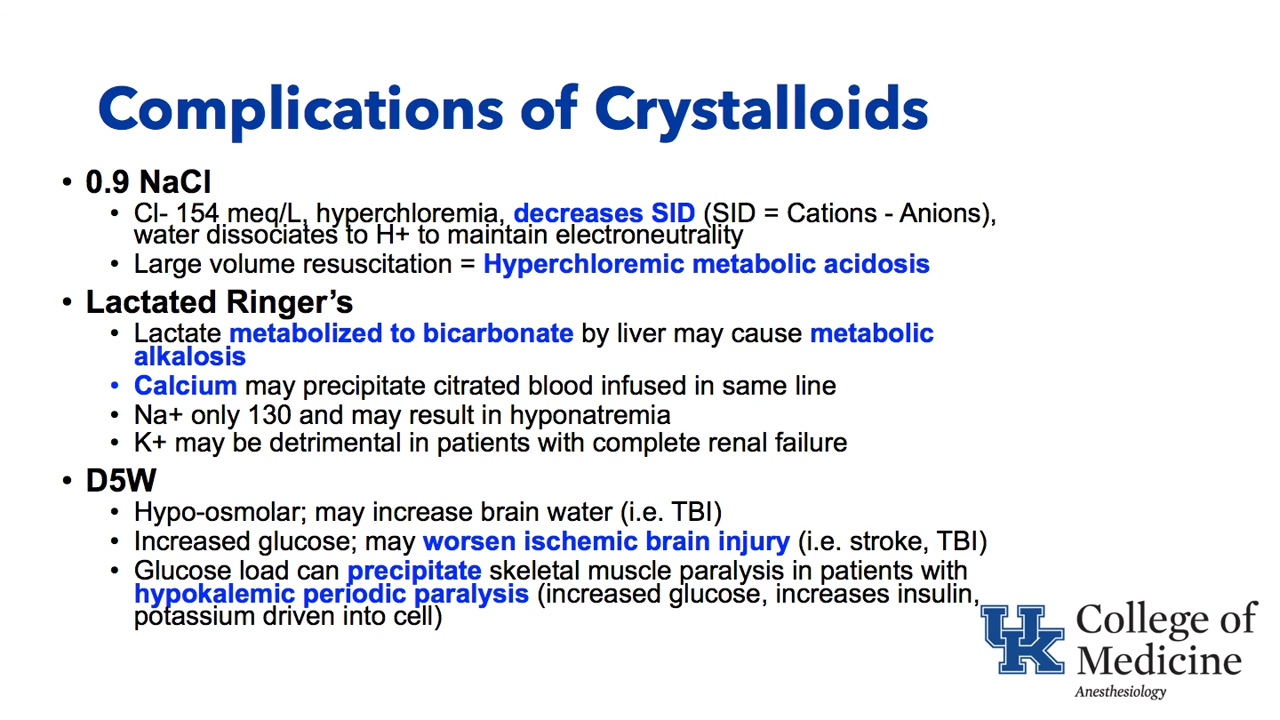 Complications of Crystalloids
• 0.9 NaCl
• Cl- 154 meq/L, hyperchloremia, decreases SID (SID = Cations - Anions),
water dissociates to H+ to maintain electroneutrality
• Large volume resuscitation = Hyperchloremic metabolic acidosis
• Lactated Ringer’s
• Lactate metabolized to bicarbonate by liver may cause metabolic
alkalosis
• Calcium may precipitate citrated blood infused in same line
• Na+ only 130 and may result in hyponatremia
• K+ may be detrimental in patients with complete renal failure
• D5W
• Hypo-osmolar; may increase brain water (i.e. TBI)
• Increased glucose; may worsen ischemic brain injury (i.e. stroke, TBI)
• Glucose load can precipitate skeletal muscle paralysis in patients with
hypokalemic periodic paralysis (increased glucose, increases insulin,
potassium driven into cell)
UK College of
Medicine
Anesthesiology